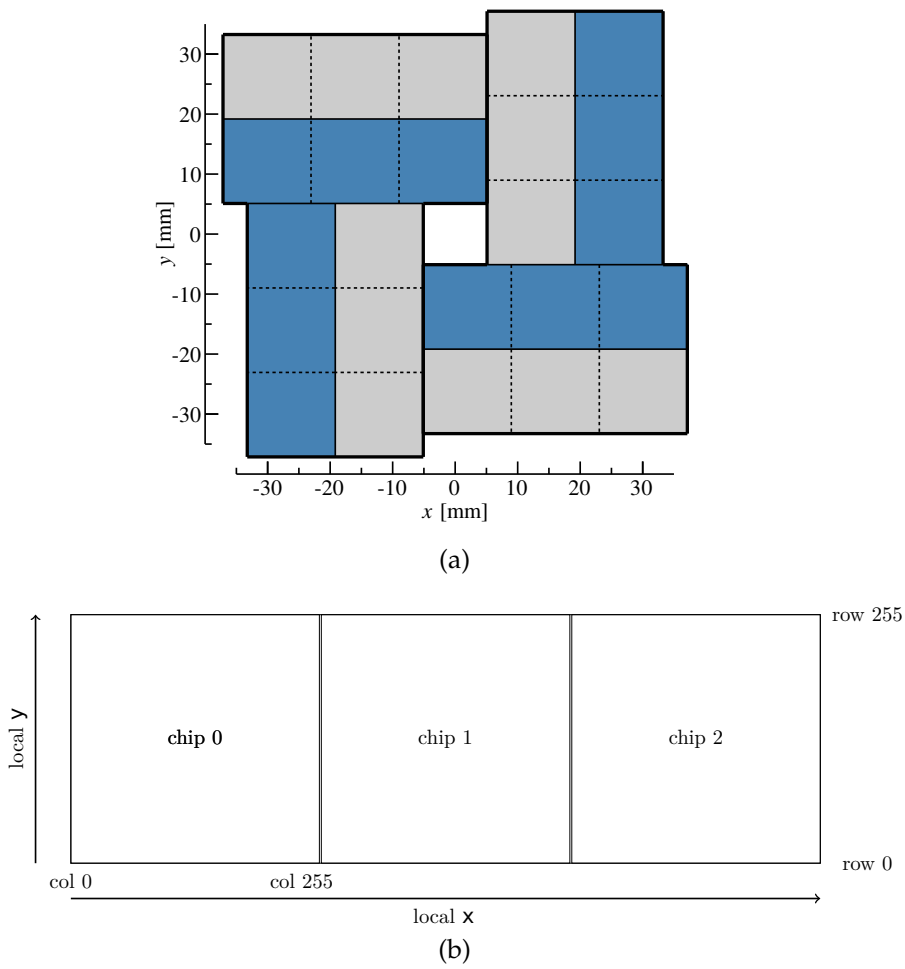 30
20
10
0
-10
-20
-30
y [mm]
-30 -20 -10 0 10 20 30
x [mm]
(a)
row 255
local y
chip 0 chip 1 chip 2
row 0
col 0 col 255
local x
(b)